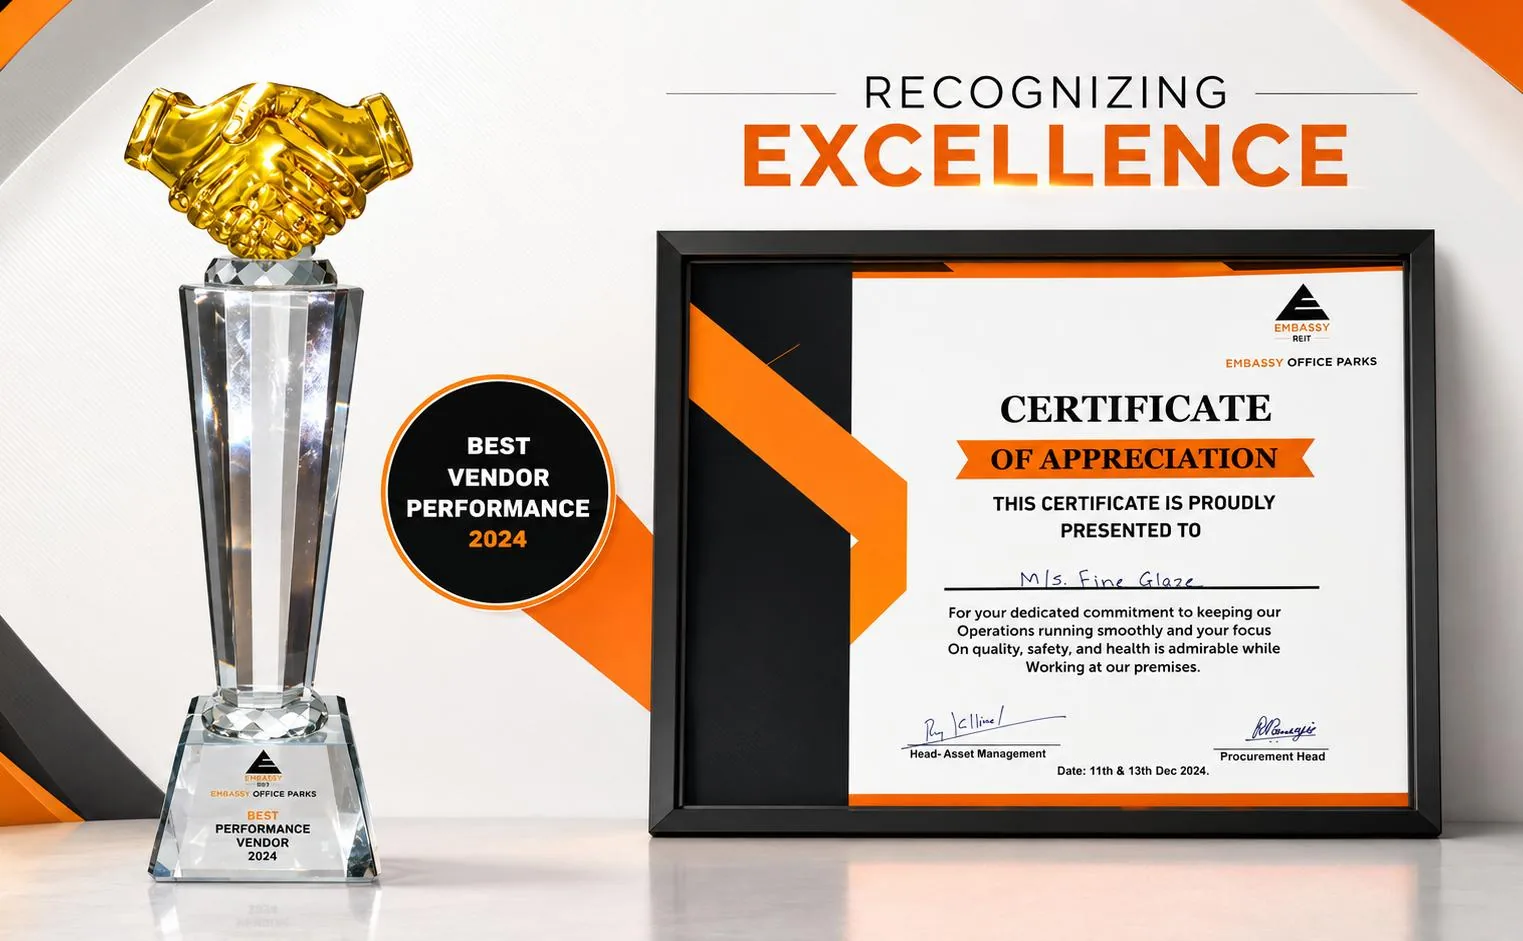 RECOGNIZING
EXCELLENCE
BEST
VENDOR
PERFORMANCE
2024
EMBASSY
REIT
EMBASSY OFFICE PARKS
CERTIFICATE
OF APPRECIATION
THIS CERTIFICATE IS PROUDLY
PRESENTED TO
M/s. Fine Glaze
For your dedicated commitment to keeping our
Operations running smoothly and your focus
On quality, safety, and health is admirable while
Working at our premises.
Head- Asset Management
Procurement Head
Date: 11th & 13th Dec 2024.
EMBASSY
EMBASSY OFFICE PARKS
BEST
PERFORMANCE
VENDOR
2024